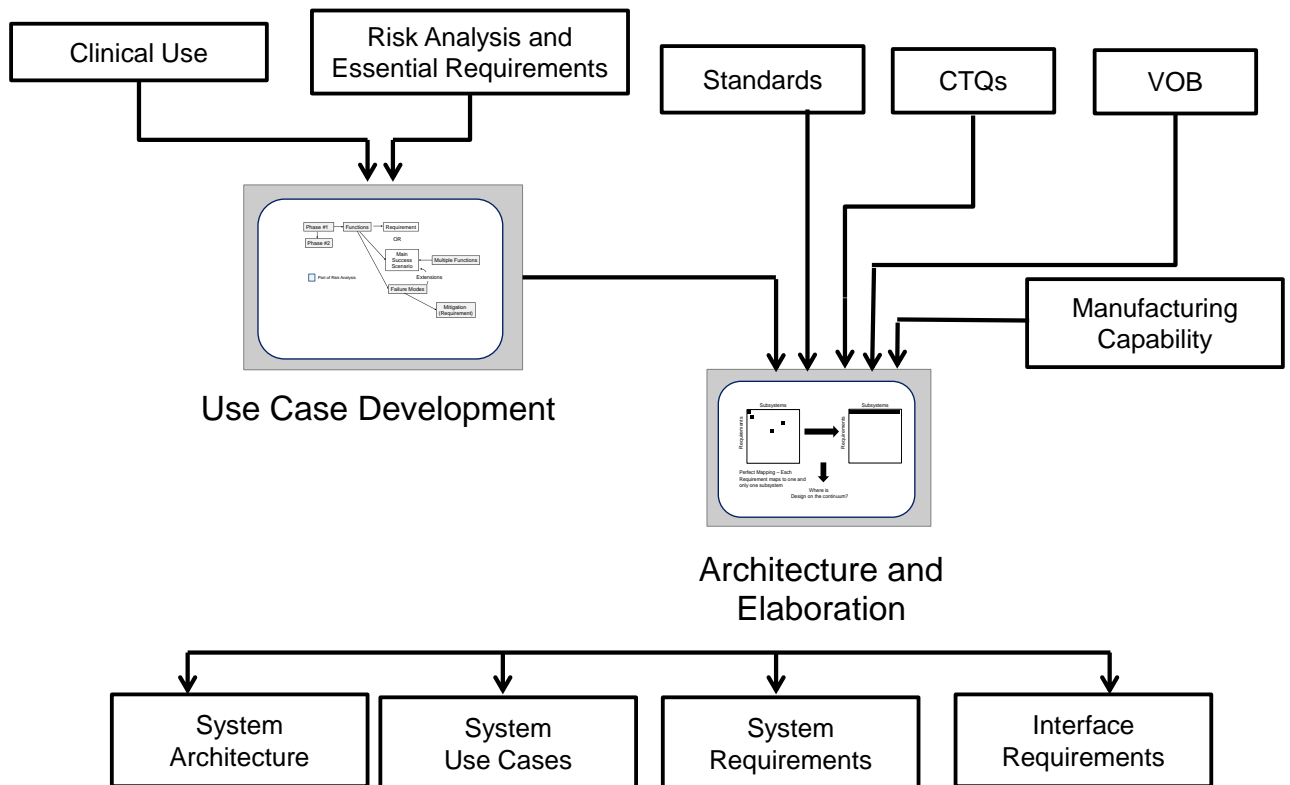 Clinical Use
Risk Analysis and
Essential Requirements
Standards
CTQs
VOB
Manufacturing
Capability
Phase #1
Functions
Requirement
OR
Phase #2
Main
Success
Scenario
Multiple Functions
Extensions
Part of Risk Analysis
Failure Modes
Mitigation
(Requirement)
Use Case Development
Subsystems
Subsystems
Requirements
Requirements
Perfect Mapping – Each
Requirement maps to one and
only one subsystem
Where is
Design on the continuum?
Architecture and
Elaboration
System
Architecture
System
Use Cases
System
Requirements
Interface
Requirements